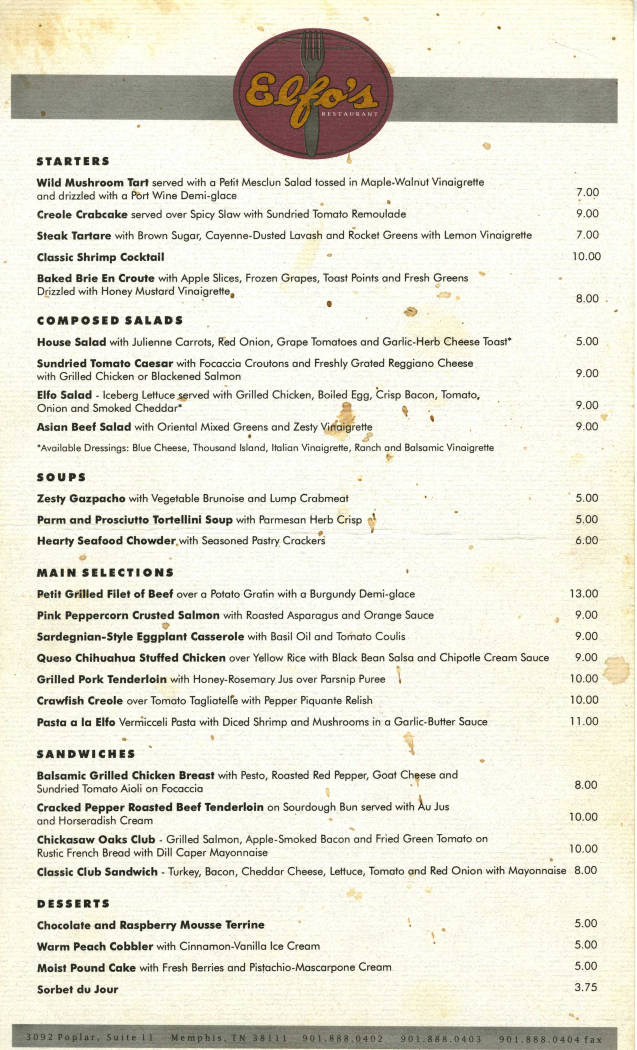 Elfo's
RESTAURANT
STARTERS
Wild Mushroom Tart served with a Petit Mesclun Salad tossed in Maple-Walnut Vinaigrette
and drizzled with a Port Wine Demi-glace 7.00
Creole Crabcake served over Spicy Slaw with Sundried Tomato Remoulade 9.00
Steak Tartare with Brown Sugar, Cayenne-Dusted Lavash and Rocket Greens with Lemon Vinaigrette 7.00
Classic Shrimp Cocktail 10.00
Baked Brie En Croute with Apple Slices, Frozen Grapes, Toast Points and Fresh Greens
Drizzled with Honey Mustard Vinaigrette 8.00
COMPOSED SALADS
House Salad with Julienne Carrots, Red Onion, Grape Tomatoes and Garlic-Herb Cheese Toast* 5.00
Sundried Tomato Caesar with Focaccia Croutons and Freshly Grated Reggiano Cheese
with Grilled Chicken or Blackened Salmon 9.00
Elfo Salad - Iceberg Lettuce served with Grilled Chicken, Boiled Egg, Crisp Bacon, Tomato,
Onion and Smoked Cheddar* 9.00
Asian Beef Salad with Oriental Mixed Greens and Zesty Vinaigrette 9.00
*Available Dressings: Blue Cheese, Thousand Island, Italian Vinaigrette, Ranch and Balsamic Vinaigrette
SOUPS
Zesty Gazpacho with Vegetable Brunoise and Lump Crabmeat 5.00
Parm and Prosciutto Tortellini Soup with Parmesan Herb Crisp 5.00
Hearty Seafood Chowder with Seasoned Pastry Crackers 6.00
MAIN SELECTIONS
Petit Grilled Filet of Beef over a Potato Gratin with a Burgundy Demi-glace 13.00
Pink Peppercorn Crusted Salmon with Roasted Asparagus and Orange Sauce 9.00
Sardegnian-Style Eggplant Casserole with Basil Oil and Tomato Coulis 9.00
Queso Chihuahua Stuffed Chicken over Yellow Rice with Black Bean Salsa and Chipotle Cream Sauce 9.00
Grilled Pork Tenderloin with Honey-Rosemary Jus over Parsnip Puree 10.00
Crawfish Creole over Tomato Tagliatelle with Pepper Piquante Relish 10.00
Pasta a la Elfo Vermicceli Pasta with Diced Shrimp and Mushrooms in a Garlic-Butter Sauce 11.00
SANDWICHES
Balsamic Grilled Chicken Breast with Pesto, Roasted Red Pepper, Goat Cheese and
Sundried Tomato Aioli on Focaccia 8.00
Cracked Pepper Roasted Beef Tenderloin on Sourdough Bun served with Au Jus
and Horseradish Cream 10.00
Chickasaw Oaks Club - Grilled Salmon, Apple-Smoked Bacon and Fried Green Tomato on
Rustic French Bread with Dill Caper Mayonnaise 10.00
Classic Club Sandwich - Turkey, Bacon, Cheddar Cheese, Lettuce, Tomato and Red Onion with Mayonnaise 8.00
DESSERTS
Chocolate and Raspberry Mousse Terrine 5.00
Warm Peach Cobbler with Cinnamon-Vanilla Ice Cream 5.00
Moist Pound Cake with Fresh Berries and Pistachio-Mascarpone Cream 5.00
Sorbet du Jour 3.75
3092 Poplar, Suite 11 Memphis, TN 38111 901.888.0402 901.888.0403 901.888.0404 fax